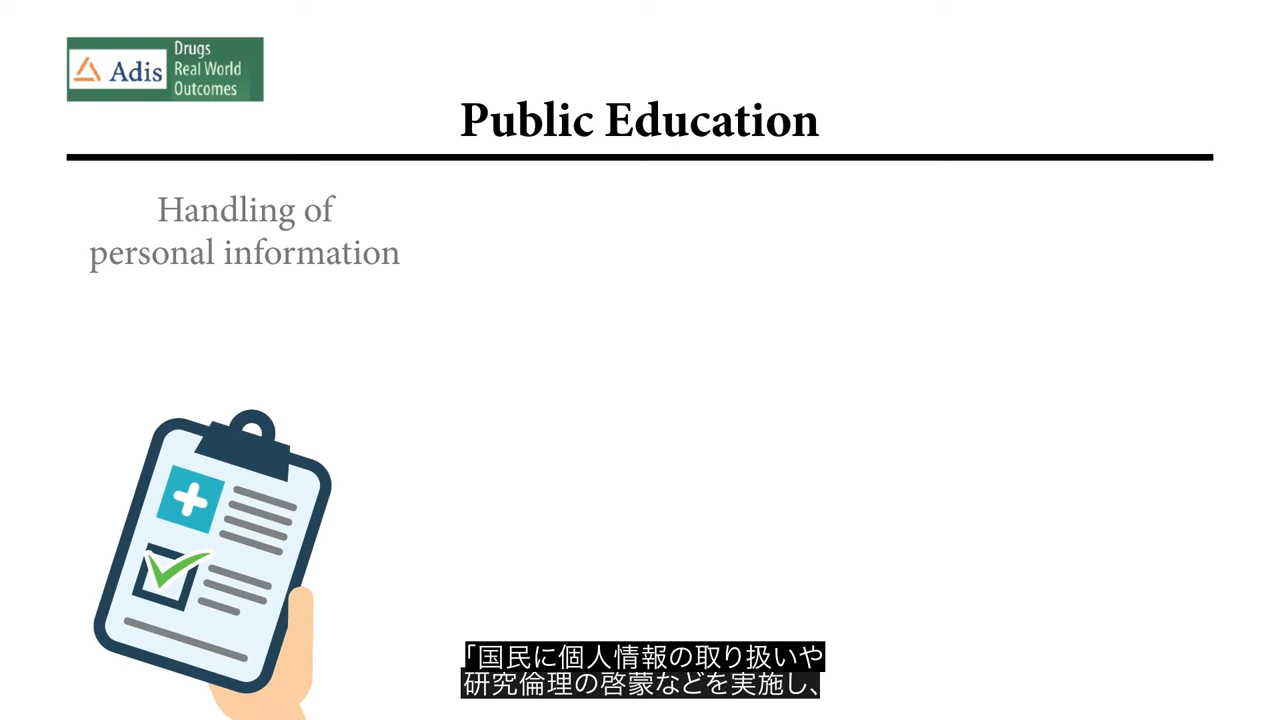 Adis
Drugs
Real World
Outcomes
Public Education
Handling of
personal information
「国民に個人情報の取り扱いや
研究倫理の啓蒙などを実施し、